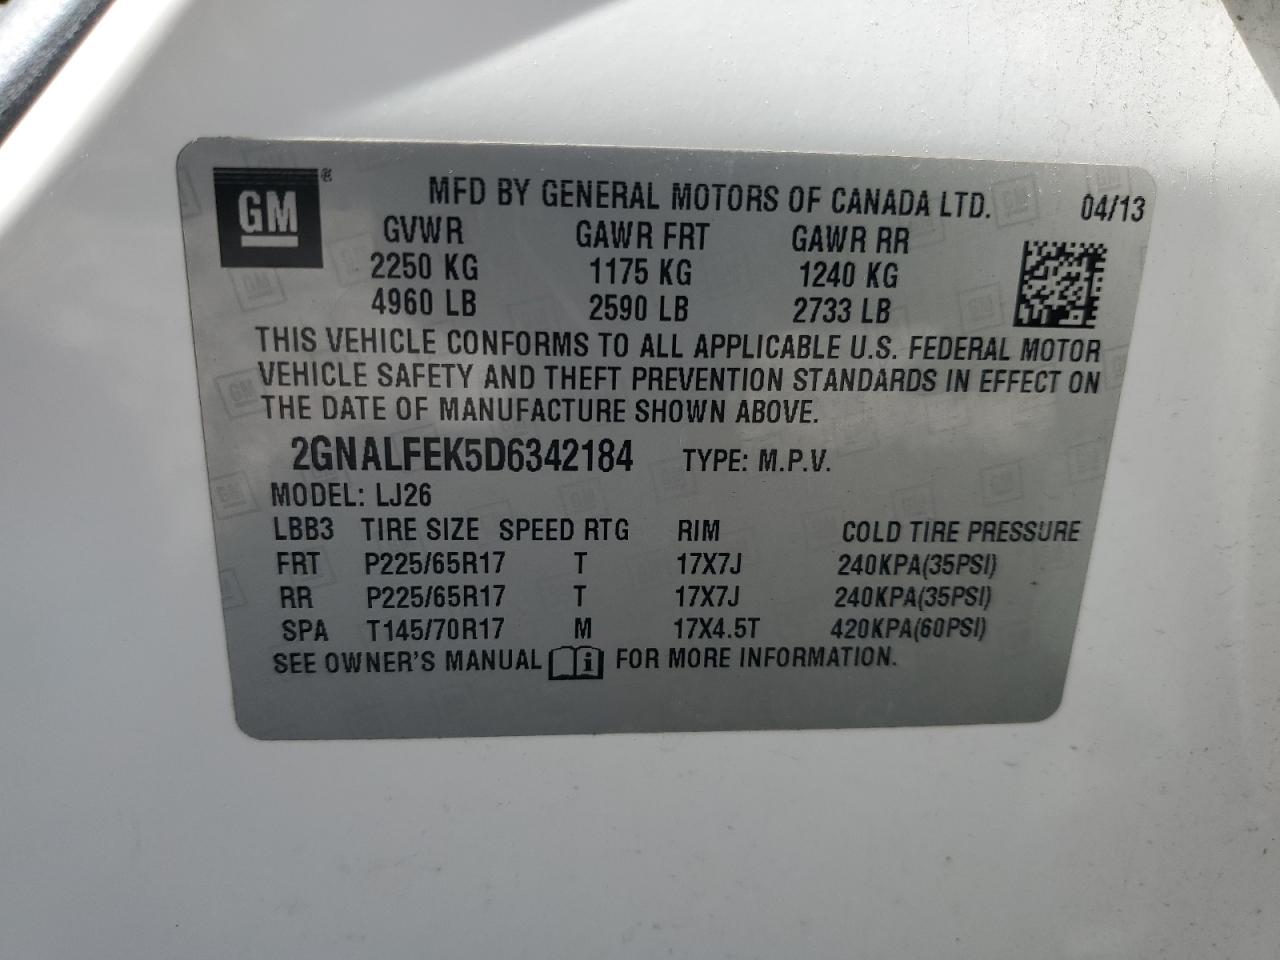 GM®
MFD BY GENERAL MOTORS OF CANADA LTD. 04/13
GVWR GAWR FRT GAWR RR
2250 KG 1175 KG 1240 KG
4960 LB 2590 LB 2733 LB
THIS VEHICLE CONFORMS TO ALL APPLICABLE U.S. FEDERAL MOTOR
VEHICLE SAFETY AND THEFT PREVENTION STANDARDS IN EFFECT ON
THE DATE OF MANUFACTURE SHOWN ABOVE.
2GNALFEK5D6342184 TYPE: M.P.V.
MODEL: LJ26
LBB3 TIRE SIZE SPEED RTG RIM COLD TIRE PRESSURE
FRT P225/65R17 T 17X7J 240KPA(35PSI)
RR P225/65R17 T 17X7J 240KPA(35PSI)
SPA T145/70R17 M 17X4.5T 420KPA(60PSI)
SEE OWNER'S MANUAL i FOR MORE INFORMATION.